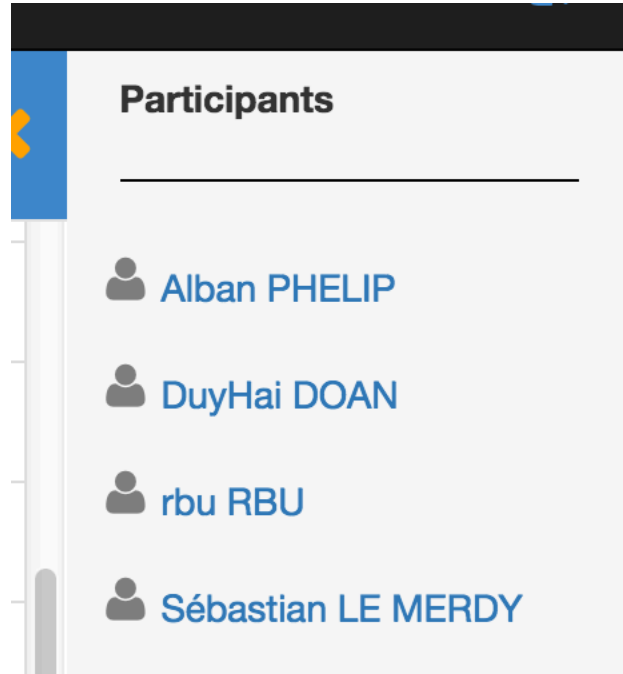 Participants
Alban PHELIP
DuyHai DOAN
rbu RBU
Sébastian LE MERDY